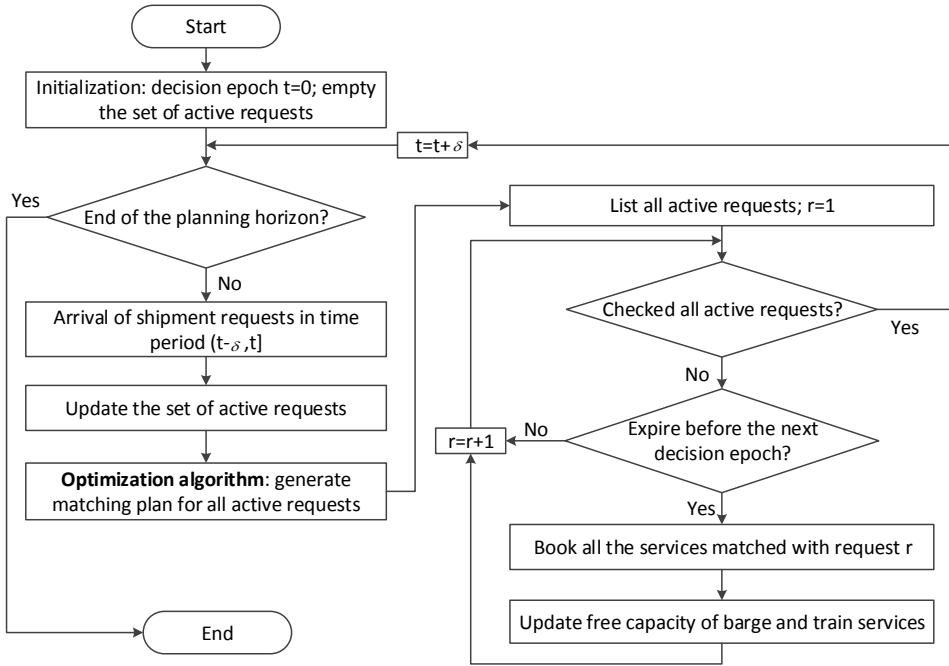 Start
Initialization: decision epoch t=0; empty
the set of active requests
t=t+δ
Yes
End of the planning horizon?
No
Arrival of shipment requests in time
period (t-δ,t]
Update the set of active requests
Optimization algorithm: generate
matching plan for all active requests
End
List all active requests; r=1
Checked all active requests?
Yes
No
Expire before the next
decision epoch?
No
r=r+1
Yes
Book all the services matched with request r
Update free capacity of barge and train services